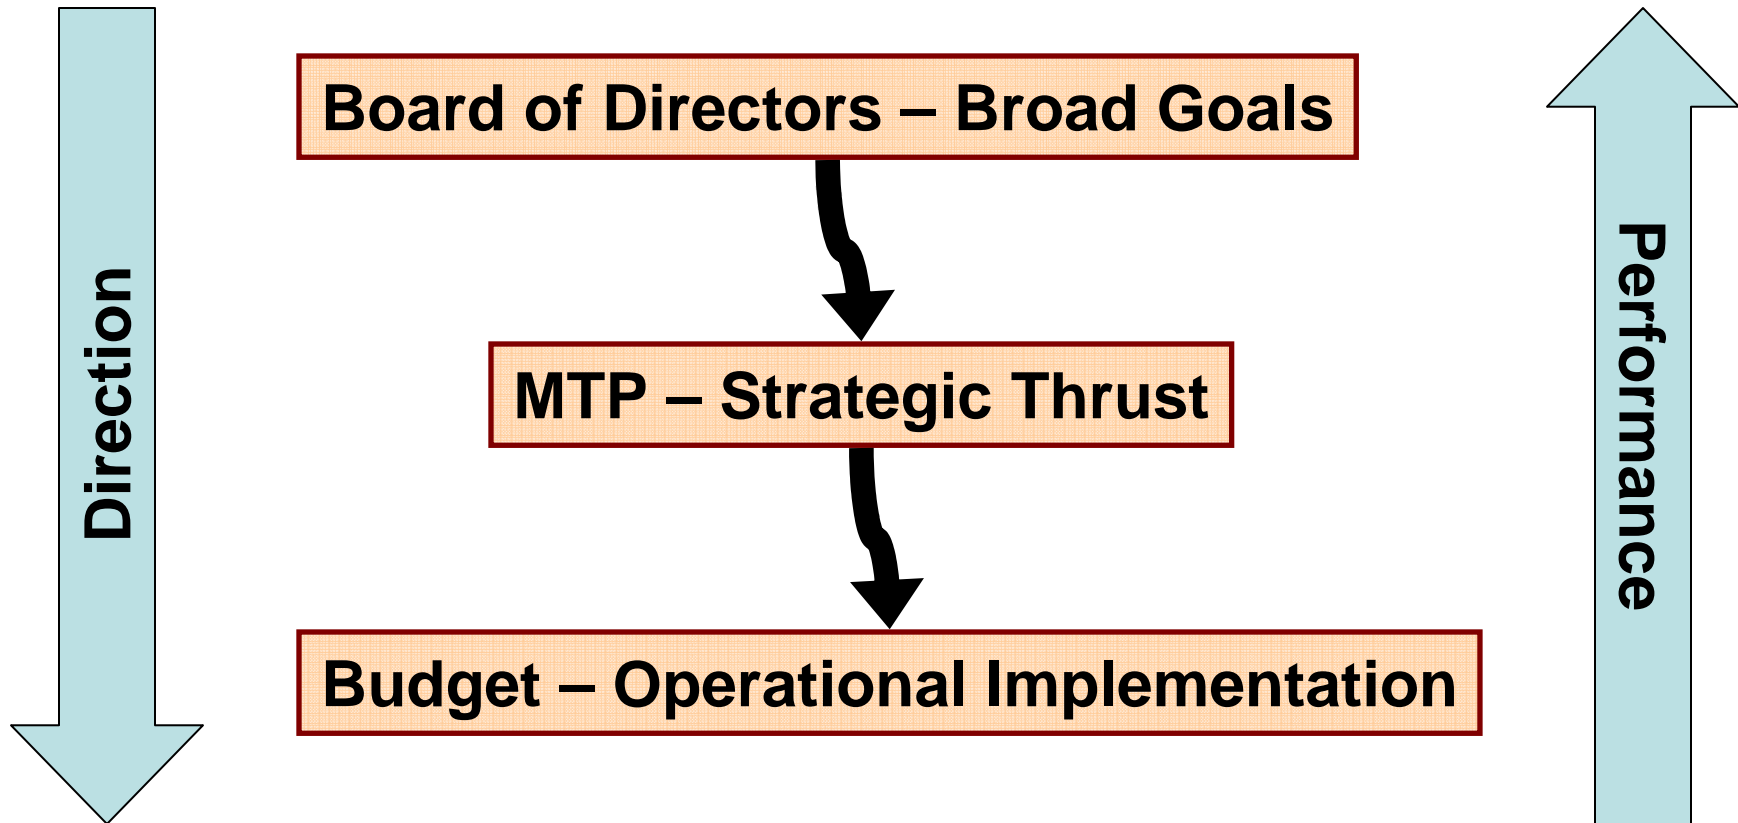 Board of Directors – Broad Goals
Direction
Performance
MTP – Strategic Thrust
Budget – Operational Implementation